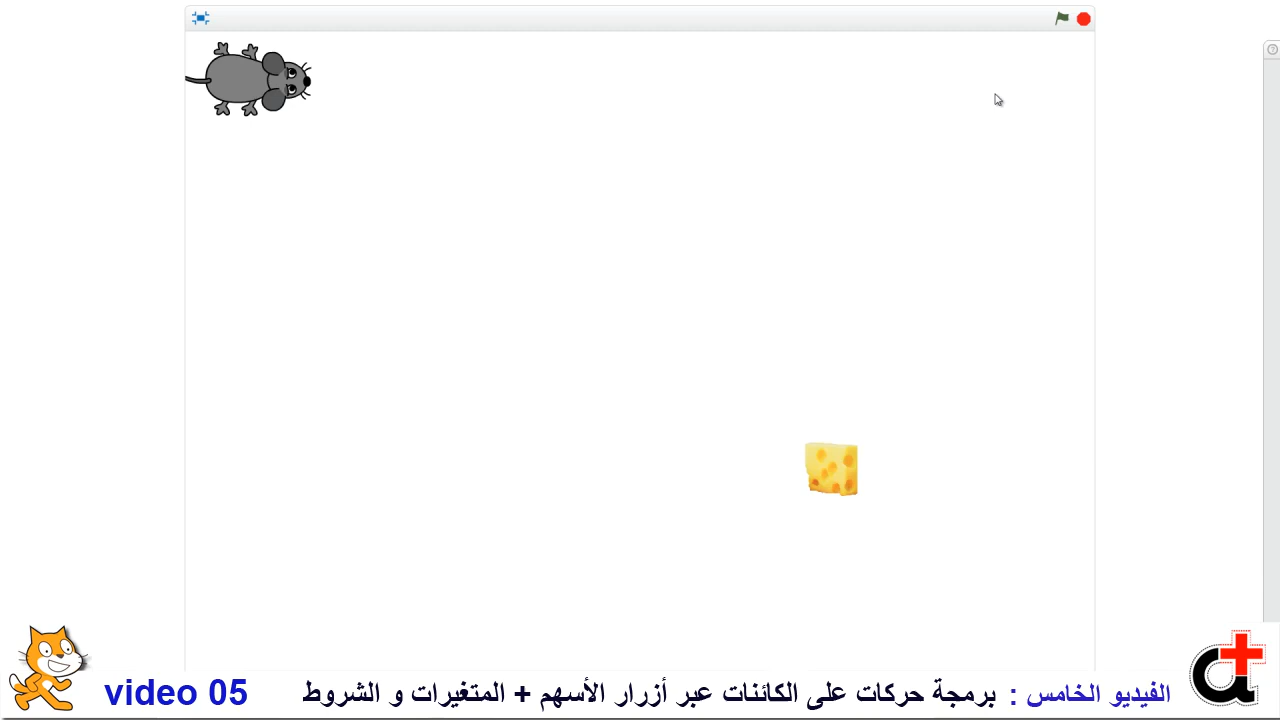 الفيديو الخامس : برمجة حركات على الكائنات عبر أزرار الأسهم + المتغيرات و الشروط video 05